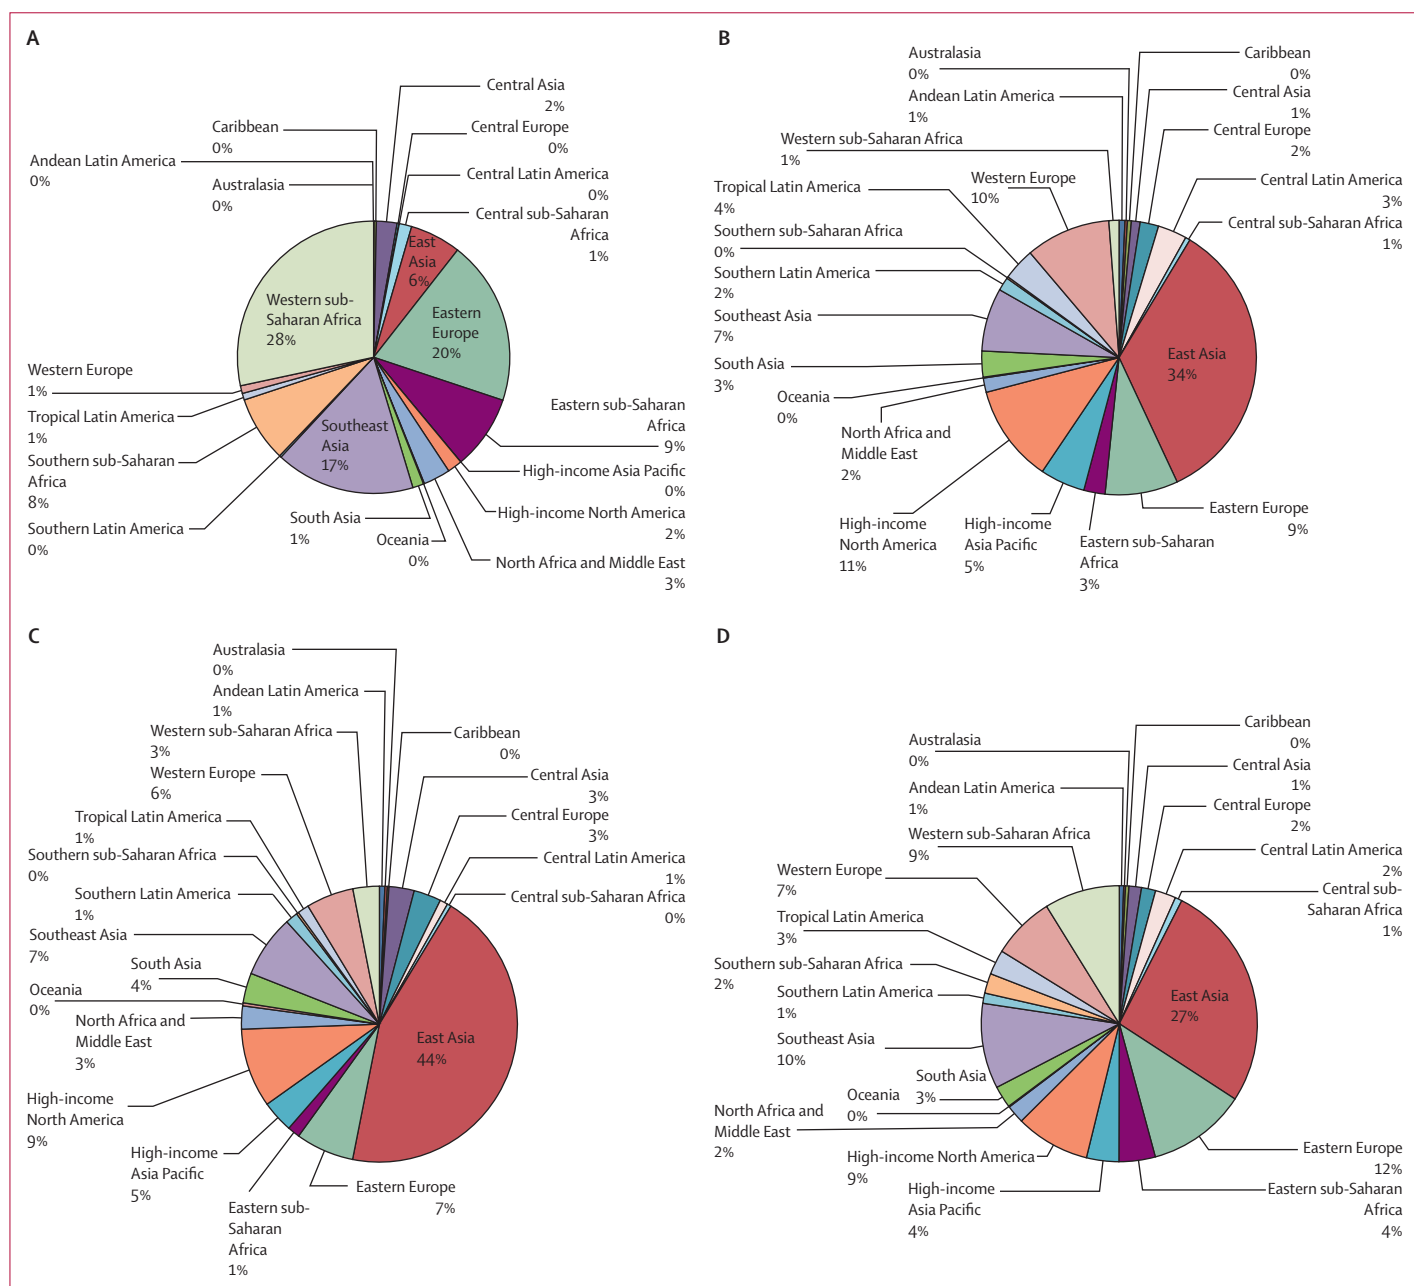 A
Central Asia
2%
Caribbean
0%
Central Europe
0%
Andean Latin America
0%
Australasia
0%
Central Latin America
0%
Central sub-Saharan
Africa
1%
East
Asia
6%
Western sub-
Saharan Africa
28%
Eastern
Europe
20%
Western Europe
1%
Tropical Latin America
1%
Southeast
Asia
17%
Eastern sub-Saharan
Africa
9%
Southern sub-Saharan
Africa
8%
High-income Asia Pacific
0%
Southern Latin America
0%
South Asia
1%
High-income North America
2%
Oceania
0%
North Africa and Middle East
3%
B
Australasia
0%
Caribbean
0%
Andean Latin America
1%
Central Asia
1%
Western sub-Saharan Africa
1%
Central Europe
2%
Tropical Latin America
4%
Western Europe
10%
Central Latin America
3%
Southern sub-Saharan Africa
0%
Central sub-Saharan Africa
1%
Southern Latin America
2%
Southeast Asia
7%
East Asia
34%
South Asia
3%
Oceania
0%
North Africa and
Middle East
2%
High-income
North America
11%
High-income
Asia Pacific
5%
Eastern sub-Saharan
Africa
3%
Eastern Europe
9%
C
Australasia
0%
Andean Latin America
1%
Western sub-Saharan Africa
3%
Caribbean
0%
Western Europe
6%
Central Asia
3%
Tropical Latin America
1%
Central Europe
3%
Southern sub-Saharan Africa
0%
Central Latin America
1%
Southern Latin America
1%
Central sub-Saharan Africa
0%
Southeast Asia
7%
South Asia
4%
Oceania
0%
North Africa and
Middle East
3%
East Asia
44%
High-income
North America
9%
High-income
Asia Pacific
5%
Eastern sub-
Saharan
Africa
1%
Eastern Europe
7%
D
Caribbean
0%
Australasia
0%
Central Asia
1%
Andean Latin America
1%
Central Europe
2%
Western sub-Saharan Africa
9%
Central Latin America
2%
Western Europe
7%
Central sub-
Saharan Africa
1%
Tropical Latin America
3%
Southern sub-Saharan Africa
2%
Southern Latin America
1%
East Asia
27%
Southeast Asia
10%
South Asia
3%
Oceania
0%
North Africa and
Middle East
2%
High-income North America
9%
High-income
Asia Pacific
4%
Eastern Europe
12%
Eastern sub-Saharan
Africa
4%